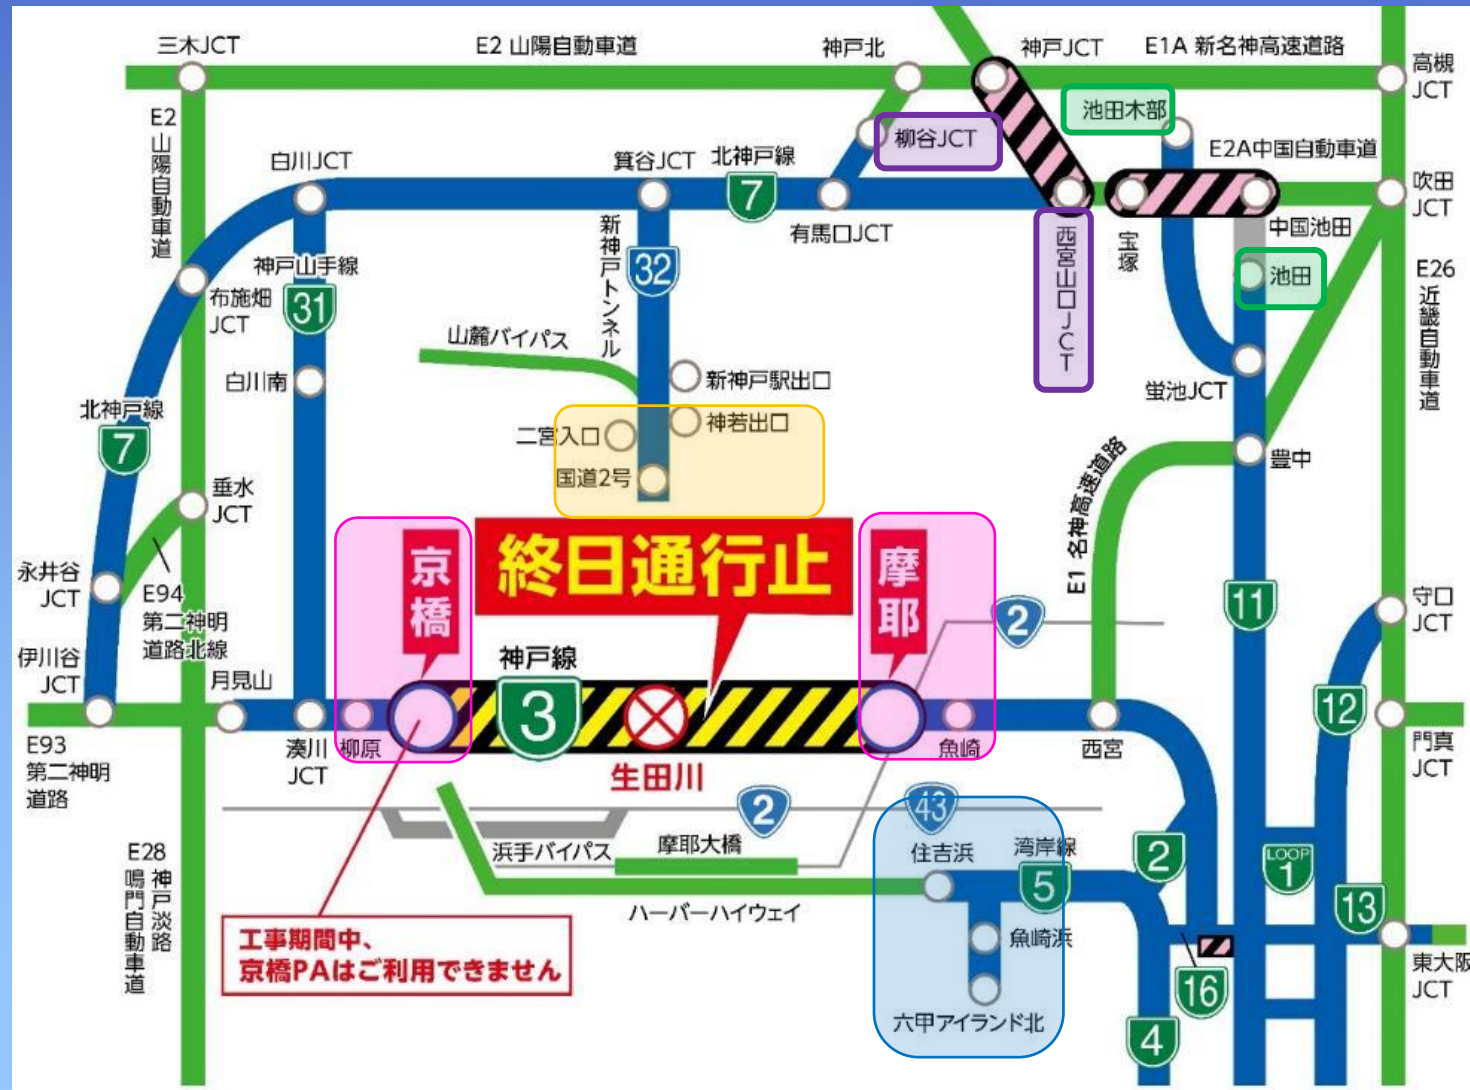 三木JCT
E2 山陽自動車道
神戸北
神戸JCT
E1A 新名神高速道路
高槻
JCT
E2
山陽自動車道
池田木部
柳谷JCT
E2A中国自動車道
白川JCT
箕谷JCT
北神戸線
7
吹田
JCT
有馬口JCT
西宮山口JCT
宝塚
中国池田
新神戸トンネル
32
神戸山手線
31
布施畑
JCT
池田
E26
近畿自動車道
山麓バイパス
白川南
新神戸駅出口
蛍池JCT
北神戸線
7
二宮入口
神若出口
国道2号
豊中
垂水
JCT
E1 名神高速道路
京橋
終日通行止
摩耶
永井谷
JCT
E94
第二神明
道路北線
2
11
守口
JCT
伊川谷
JCT
月見山
神戸線
3
12
E93
第二神明
道路
湊川
JCT
柳原
生田川
魚崎
西宮
門真
JCT
2
43
浜手バイパス
摩耶大橋
住吉浜
湾岸線
5
2
LOOP
1
13
E28
神戸淡路
鳴門自動車道
ハーバーハイウェイ
工事期間中、
京橋PAはご利用できません
魚崎浜
六甲アイランド北
16
4
東大阪
JCT